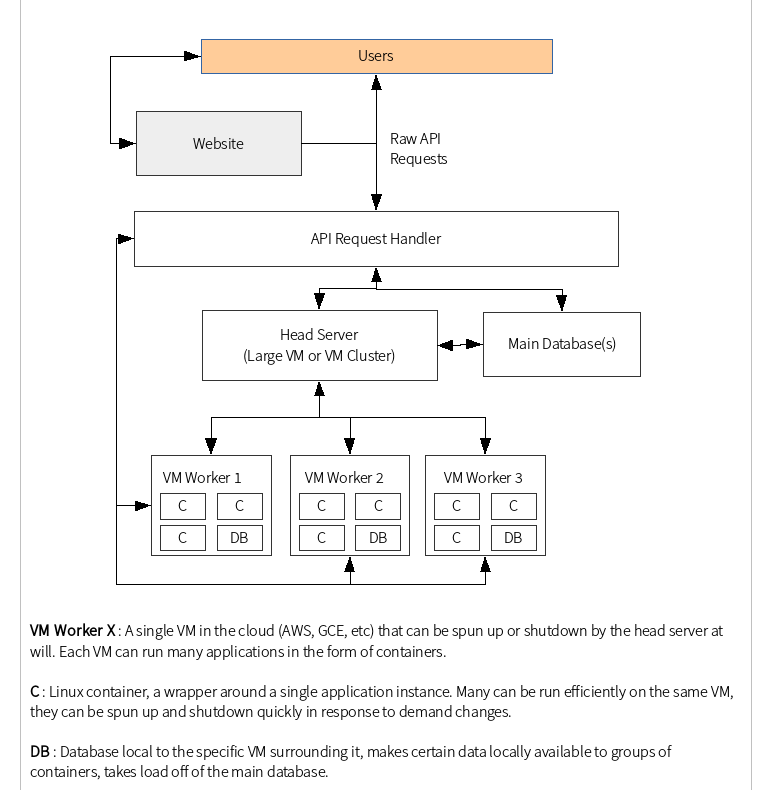 Users
Website
Raw API
Requests
API Request Handler
Head Server
(Large VM or VM Cluster)
Main Database(s)
VM Worker 1
C C
C DB
VM Worker 2
C C
C DB
VM Worker 3
C C
C DB
VM Worker X : A single VM in the cloud (AWS, GCE, etc) that can be spun up or shutdown by the head server at
will. Each VM can run many applications in the form of containers.
C : Linux container, a wrapper around a single application instance. Many can be run efficiently on the same VM,
they can be spun up and shutdown quickly in response to demand changes.
DB : Database local to the specific VM surrounding it, makes certain data locally available to groups of
containers, takes load off of the main database.